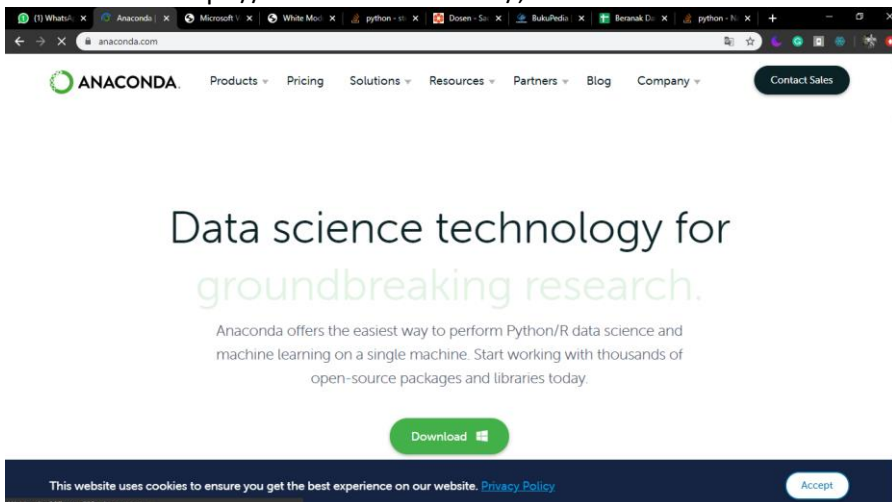 (1) WhatsA
Anaconda |
Microsoft V
White Mod
python - st
Dosen - Sa
BukuPedia |
Beranak Da
python - N
anaconda.com
ANACONDA.
Products
Pricing
Solutions
Resources
Partners
Blog
Company
Contact Sales
Data science technology for
groundbreaking research.
Anaconda offers the easiest way to perform Python/R data science and
machine learning on a single machine. Start working with thousands of
open-source packages and libraries today.
Download
This website uses cookies to ensure you get the best experience on our website. Privacy Policy
Accept